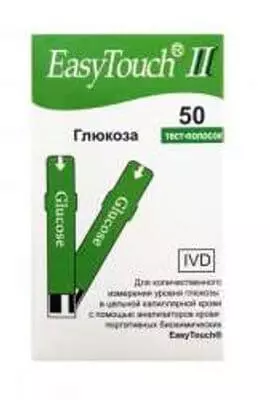 EasyTouch® II
50
Глюкоза
тест-полосок
Glucose
Glucose
IVD
Для количественного
измерения уровня глюкозы
в цельной капиллярной крови
с помощью анализаторов крови
портативных биохимических
EasyTouch®